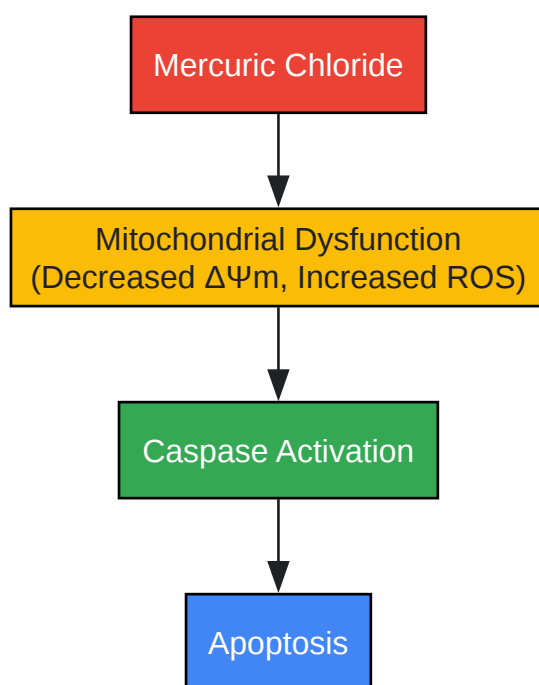 Mercuric Chloride
Mitochondrial Dysfunction
(Decreased ΔΨm, Increased ROS)
Caspase Activation
Apoptosis